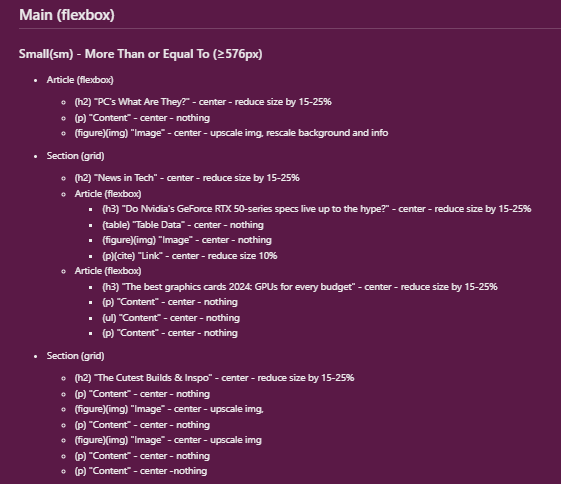 Main (flexbox)
Small(sm) - More Than or Equal To (≥576px)
Article (flexbox)
(h2) "PC's What Are They?" - center - reduce size by 15-25%
(p) "Content" - center - nothing
(figure)(img) "Image" - center - upscale img, rescale background and info
Section (grid)
(h2) "News in Tech" - center - reduce size by 15-25%
Article (flexbox)
(h3) "Do Nvidia's GeForce RTX 50-series specs live up to the hype?" - center - reduce size by 15-25%
(table) "Table Data" - center - nothing
(figure)(img) "Image" - center - nothing
(p)(cite) "Link" - center - reduce size 10%
Article (flexbox)
(h3) "The best graphics cards 2024: GPUs for every budget" - center - reduce size by 15-25%
(p) "Content" - center - nothing
(ul) "Content" - center - nothing
(p) "Content" - center - nothing
Section (grid)
(h2) "The Cutest Builds & Inspo" - center - reduce size by 15-25%
(p) "Content" - center - nothing
(figure)(img) "Image" - center - upscale img,
(p) "Content" - center - nothing
(figure)(img) "Image" - center - upscale img
(p) "Content" - center - nothing
(p) "Content" - center -nothing